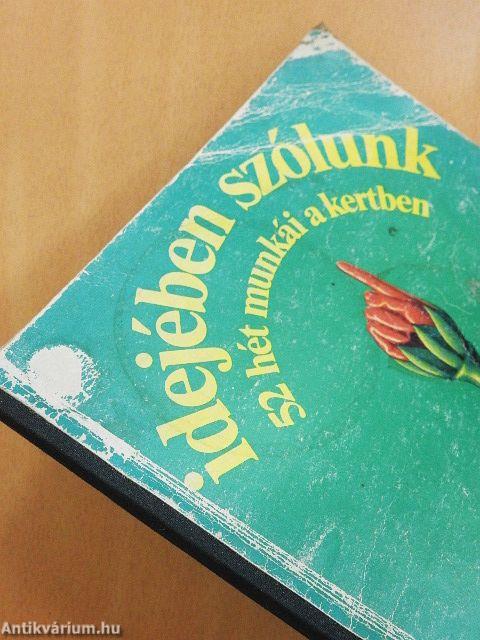 idejében szólunk
52 hét munkái a kertben
Antikvárium.hu